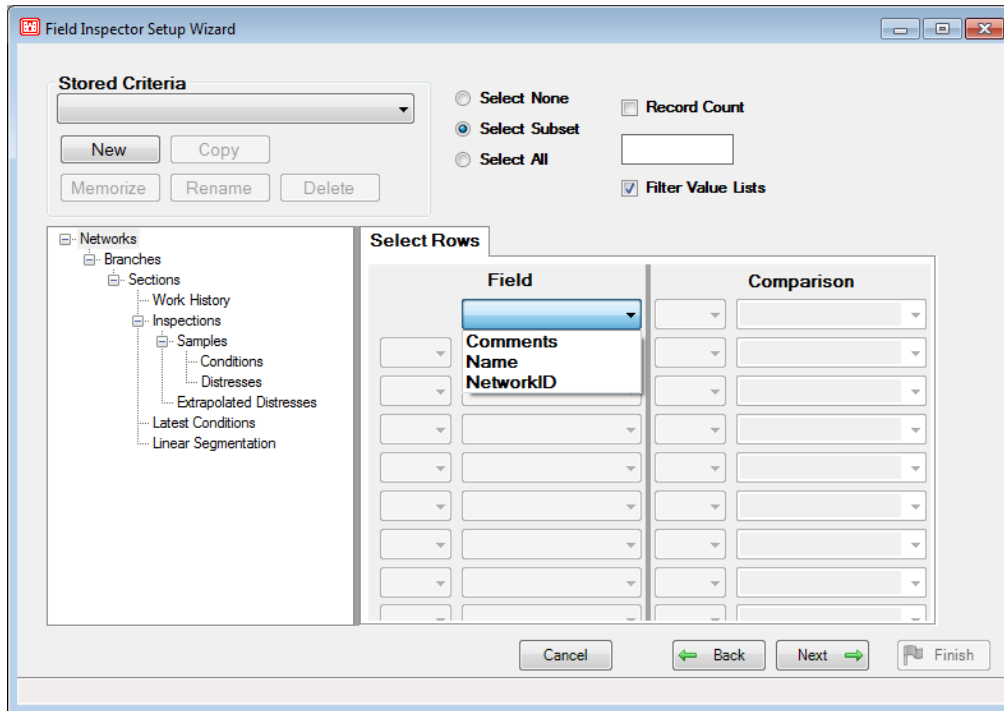 Field Inspector Setup Wizard
Stored Criteria
New Copy
Memorize Rename Delete
Select None
Select Subset
Select All
Record Count
Filter Value Lists
Networks
Branches
Sections
Work History
Inspections
Samples
Conditions
Distresses
Extrapolated Distresses
Latest Conditions
Linear Segmentation
Select Rows
Field Comparison
Comments
Name
NetworkID
Cancel Back Next Finish